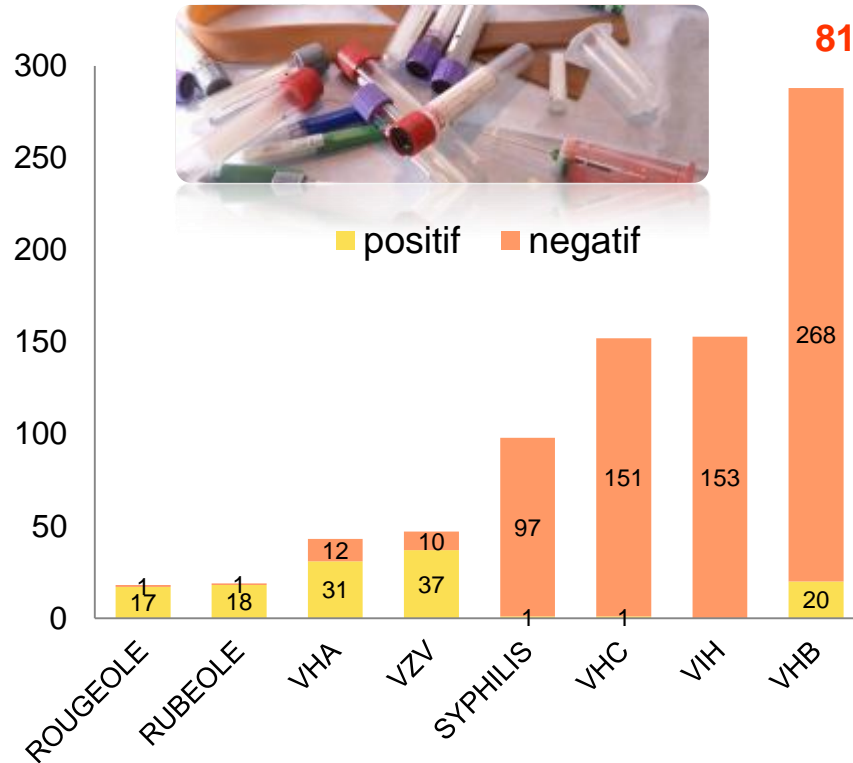 81
300
250
200
150
100
50
0
positif negatif
1 1 12 10 97 151 153 268
17 18 31 37 1 1 20
ROUGEOLE RUBEOLE VHA VZV SYPHILIS VHC VIH VHB